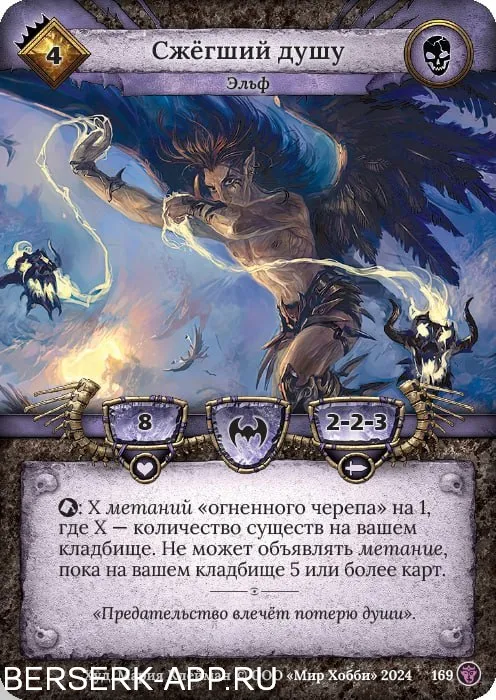 4
Сжёгший душу
Эльф
8
2-2-3
: X метаний «огненного черепа» на 1,
где X — количество существ на вашем
кладбище. Не может объявлять метание,
пока на вашем кладбище 5 или более карт.
«Предательство влечёт потерю души».
«Мир Хобби» 2024 169
BERSERK-APP.RU